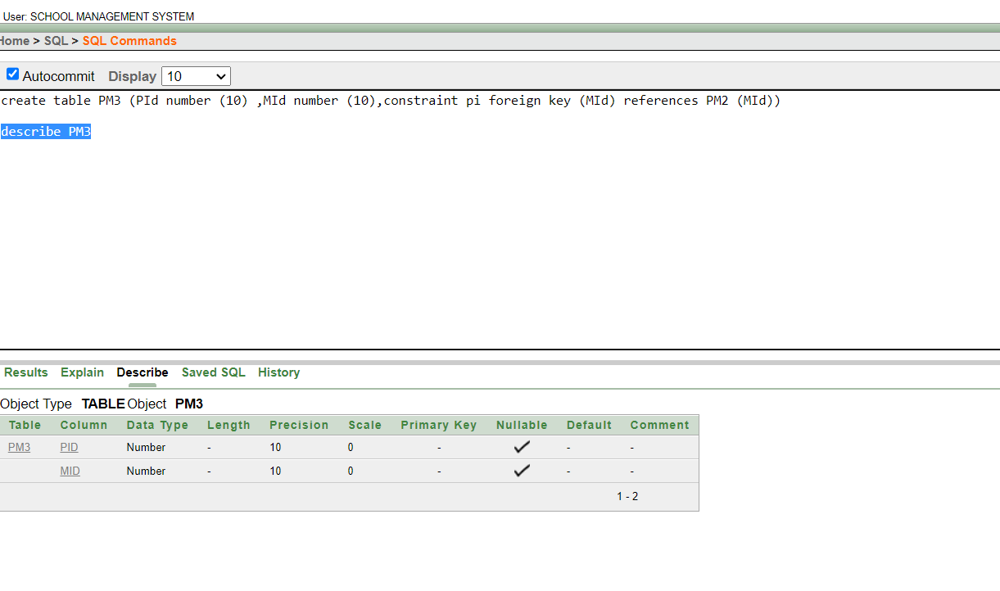 User: SCHOOL MANAGEMENT SYSTEM
Home > SQL > SQL Commands
Autocommit Display 10
create table PM3 (PId number (10) ,MId number (10),constraint pi foreign key (MId) references PM2 (MId))
describe PM3
Results Explain Describe Saved SQL History
Object Type TABLE Object PM3
Table Column Data Type Length Precision Scale Primary Key Nullable Default Comment
PM3 PID Number - 10 0 - - -
MID Number - 10 0 - - -
1 - 2